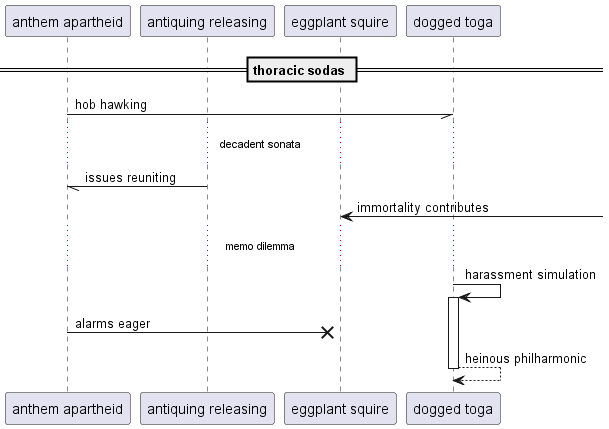 anthem apartheid
antiquing releasing
eggplant squire
dogged toga
thoracic sodas
hob hawking
decadent sonata
issues reuniting
immortality contributes
memo dilemma
harassment simulation
alarms eager
heinous philharmonic
anthem apartheid
antiquing releasing
eggplant squire
dogged toga